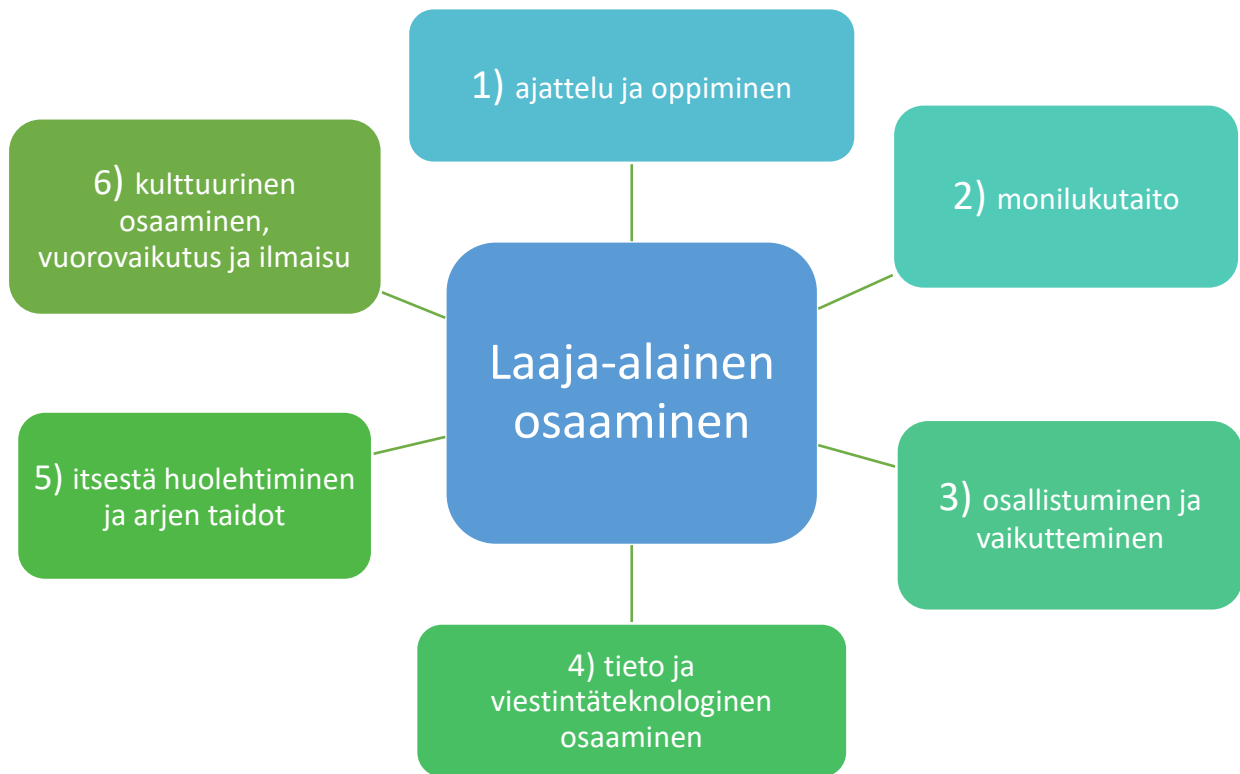 1) ajattelu ja oppiminen
2) monilukutaito
3) osallistuminen ja
vaikutteminen
4) tieto ja
viestintäteknologinen
osaaminen
5) itsestä huolehtiminen
ja arjen taidot
6) kulttuurinen
osaaminen,
vuorovaikutus ja ilmaisu
Laaja-alainen
osaaminen